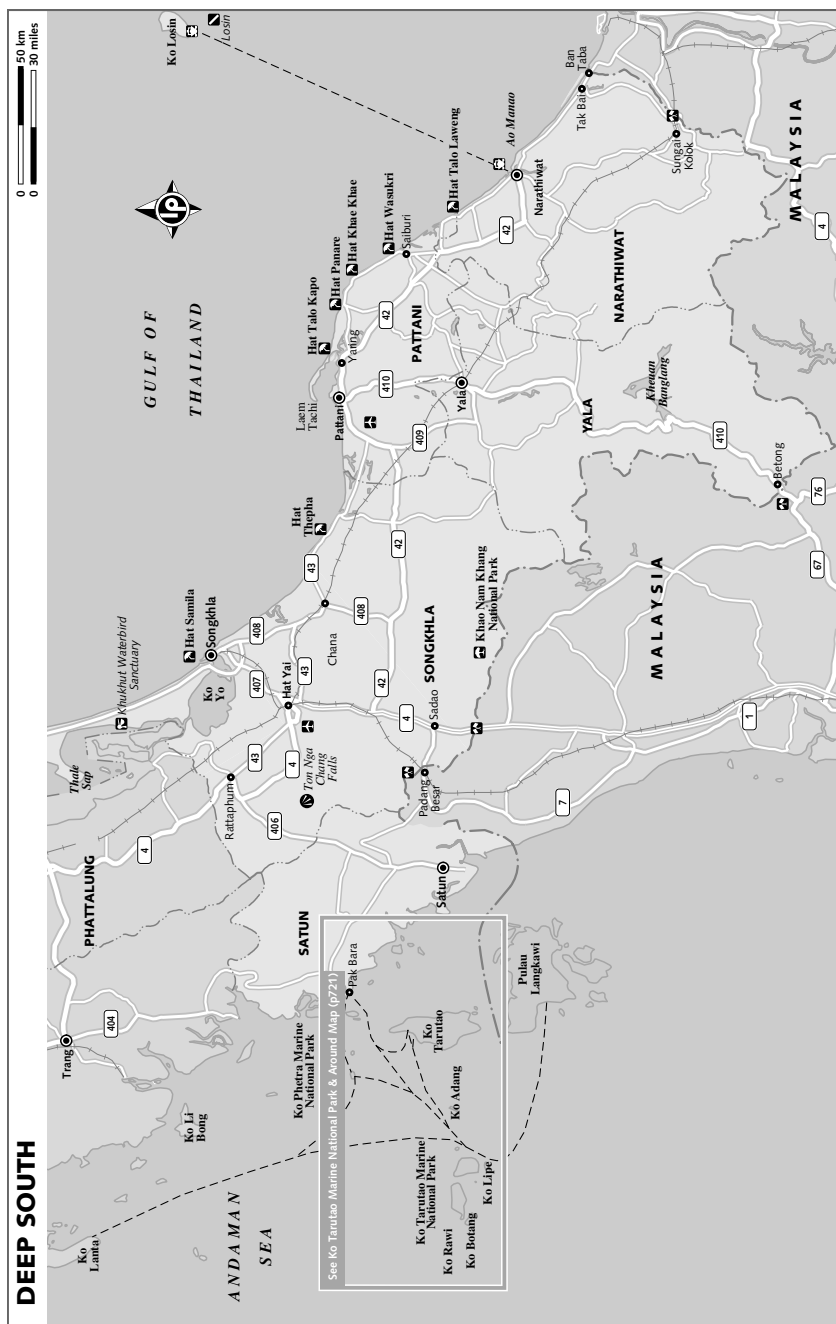 DEEP SOUTH
0
50 km
0
30 miles
lp
Ko Losin
Losin
GULF OF
THAILAND
Ban
Taba
Tak Bai
Sungai
Kolok
Ao Manao
Narathiwat
Hat Talo Laweng
Hat Wasukri
Saiburi
Hat Khae Khae
Hat Panare
Hat Talo Kapo
Yaring
Laem
Tachi
Pattani
PATTANI
NARATHIWAT
MALAYSIA
4
42
42
410
409
Yala
YALA
Kheuan
Banglang
410
Betong
76
67
Hat
Thepha
43
42
408
Chana
Khukhut Waterbird
Sanctuary
Hat Samila
Songkhla
408
407
Ko
Yo
Hat Yai
43
42
SONGKHLA
Khao Nam Khang
National Park
MALAYSIA
4
Sadao
Padang
Besar
1
7
Thale
Sap
43
4
Ton Nga
Chang
Falls
Rattaphum
406
4
PHATTALUNG
Satun
SATUN
Trang
404
Pak Bara
See Ko Tarutao Marine National Park & Around Map (p721)
Ko Phetra Marine
National Park
Ko
Tarutao
Pulau
Langkawi
Ko Adang
Ko Li
Bong
Ko Tarutao Marine
National Park
Ko Rawi
Ko Botang
Ko Lipe
Ko
Lanta
ANDAMAN
SEA